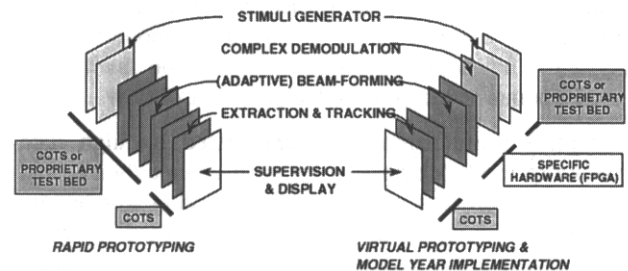 STIMULI GENERATOR
COMPLEX DEMODULATION
(ADAPTIVE) BEAM-FORMING
EXTRACTION & TRACKING
SUPERVISION
& DISPLAY
COTS or
PROPRIETARY
TEST BED
COTS
RAPID PROTOTYPING
COTS or
PROPRIETARY
TEST BED
SPECIFIC
HARDWARE (FPGA)
COTS
VIRTUAL PROTOTYPING &
MODEL YEAR IMPLEMENTATION